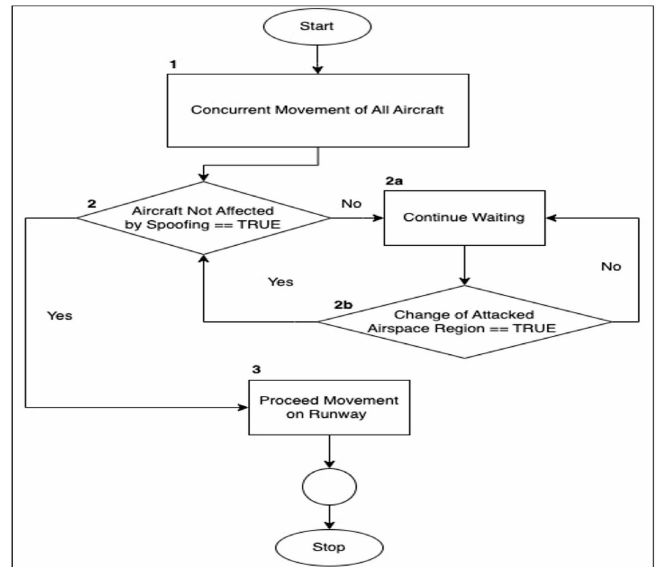 Start
1
Concurrent Movement of All Aircraft
2
Aircraft Not Affected
by Spoofing == TRUE
No
2a
Continue Waiting
Yes
No
2b
Change of Attacked
Airspace Region == TRUE
Yes
3
Proceed Movement
on Runway
Stop